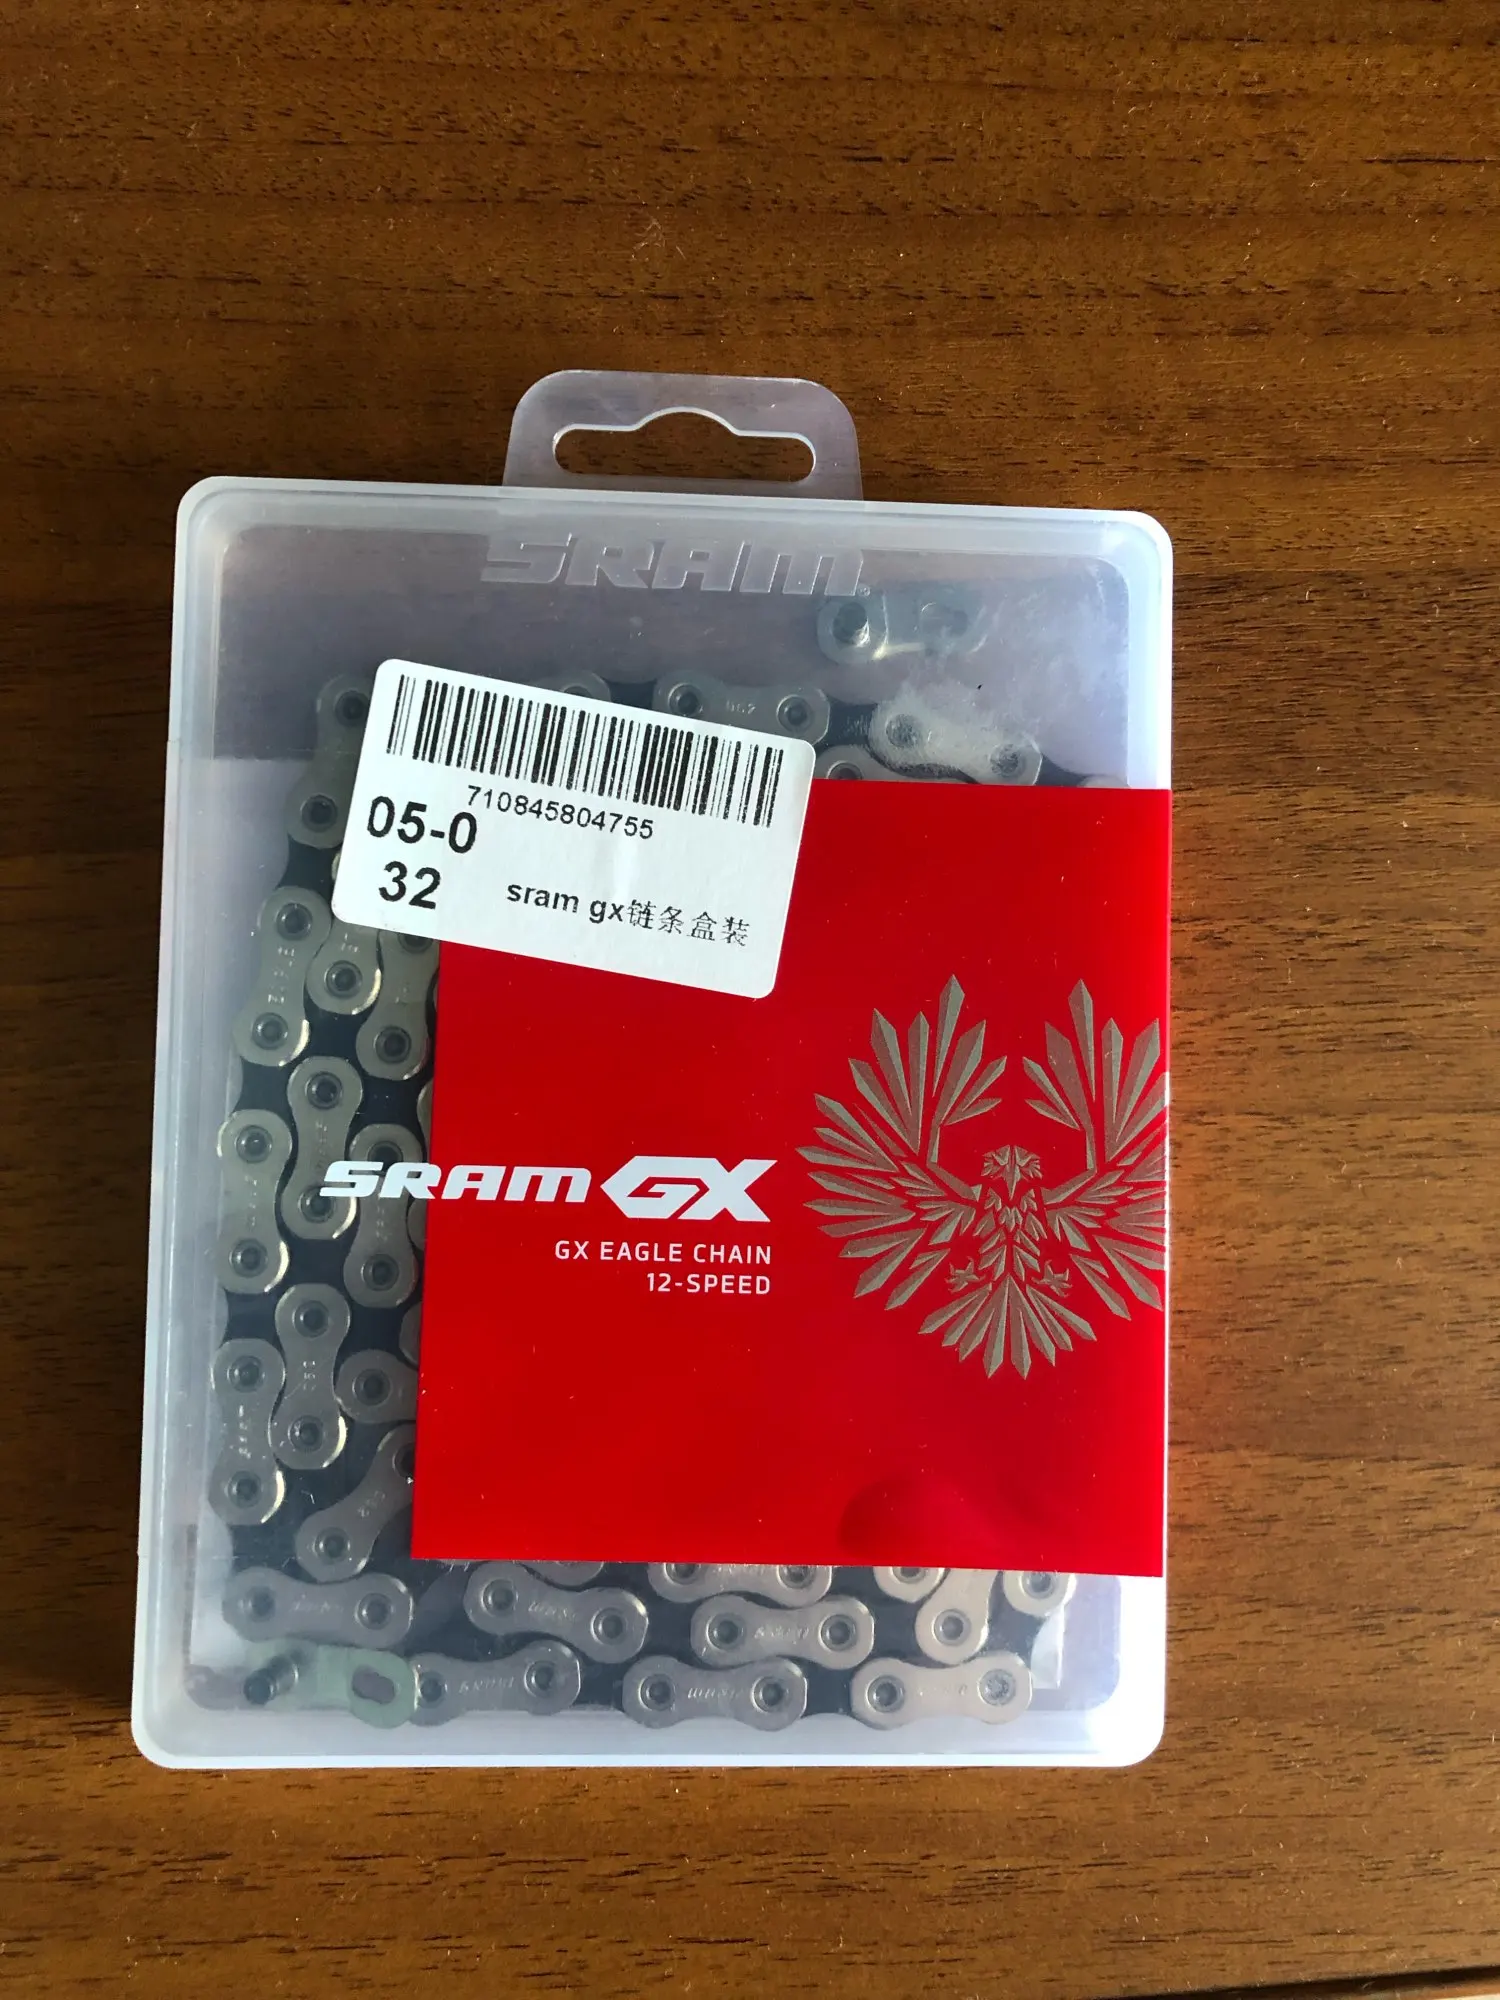 SRAM
710845804755
05-0
32
sram gx链条盒装
SRAM GX
GX EAGLE CHAIN
12-SPEED